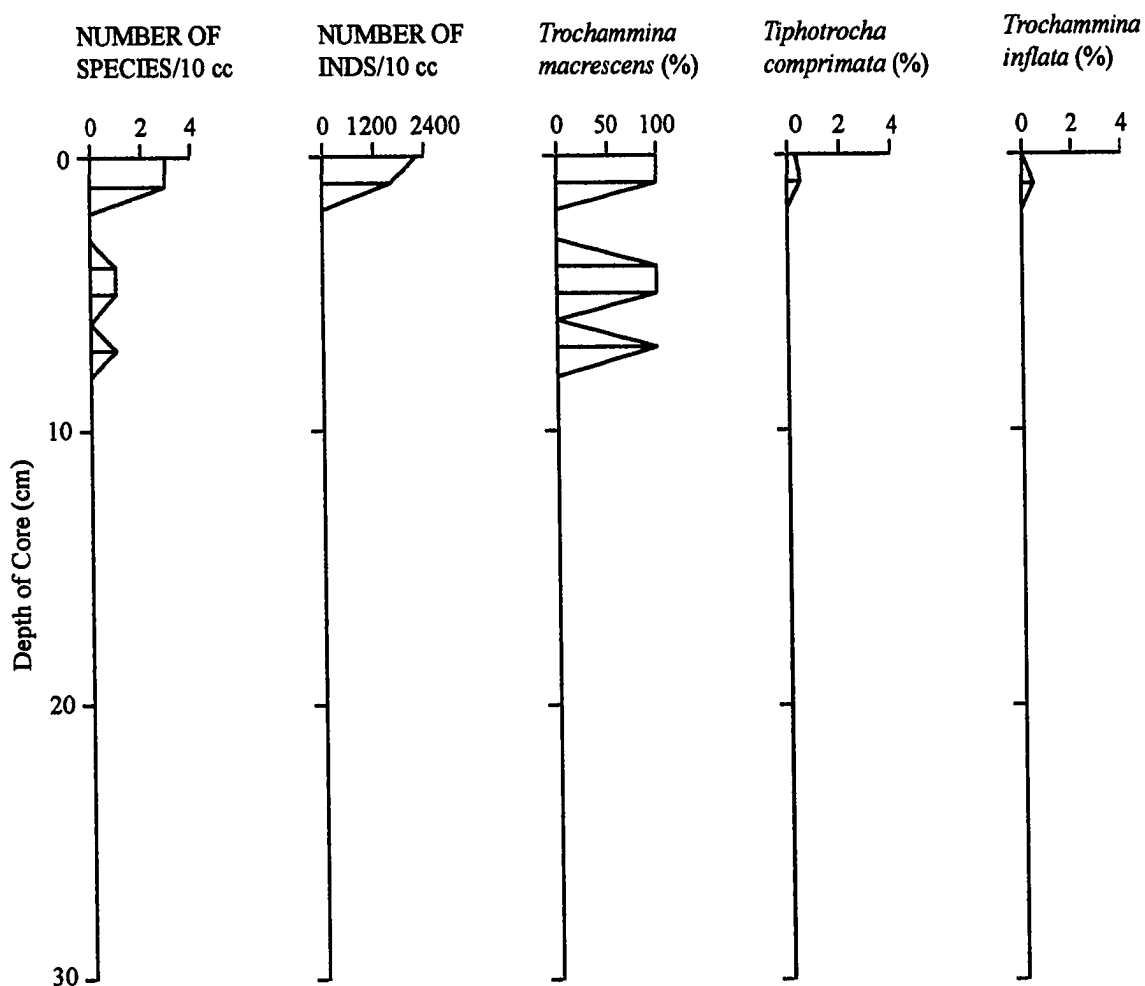 NUMBER OF
SPECIES/10 cc
NUMBER OF
INDS/10 cc
Trochammina
macrescens (%)
Tiphotrocha
comprimata (%)
Trochammina
inflata (%)
0 2 4
0 1200 2400
0 50 100
0 2 4
0 2 4
0
10
20
30
Depth of Core (cm)